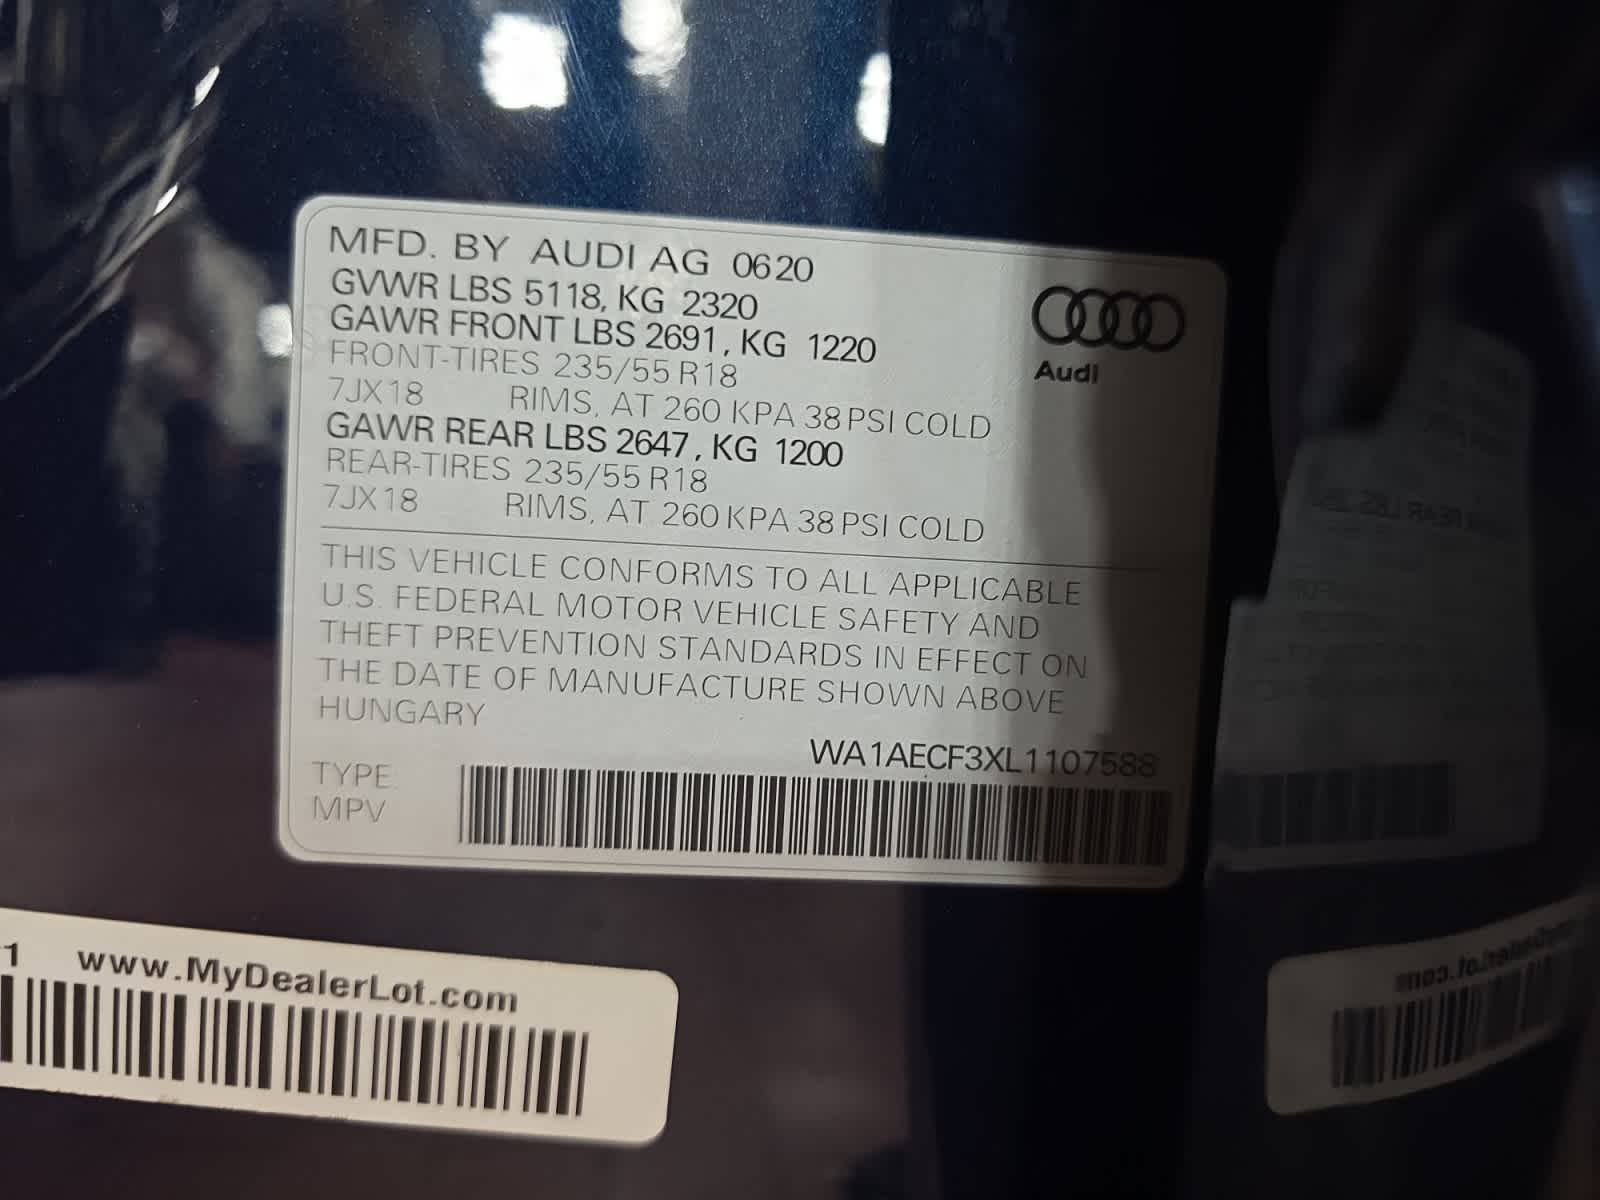 MFD. BY AUDI AG 0620
GVWR LBS 5118, KG 2320
GAWR FRONT LBS 2691, KG 1220
FRONT-TIRES 235/55 R18
7JX18 RIMS, AT 260 KPA 38 PSI COLD
GAWR REAR LBS 2647, KG 1200
REAR-TIRES 235/55 R18
7JX18 RIMS, AT 260 KPA 38 PSI COLD
Audi
THIS VEHICLE CONFORMS TO ALL APPLICABLE
U.S. FEDERAL MOTOR VEHICLE SAFETY AND
THEFT PREVENTION STANDARDS IN EFFECT ON
THE DATE OF MANUFACTURE SHOWN ABOVE
HUNGARY
WA1AECF3XL1107588
TYPE:
MPV
1 www.MyDealerLot.com